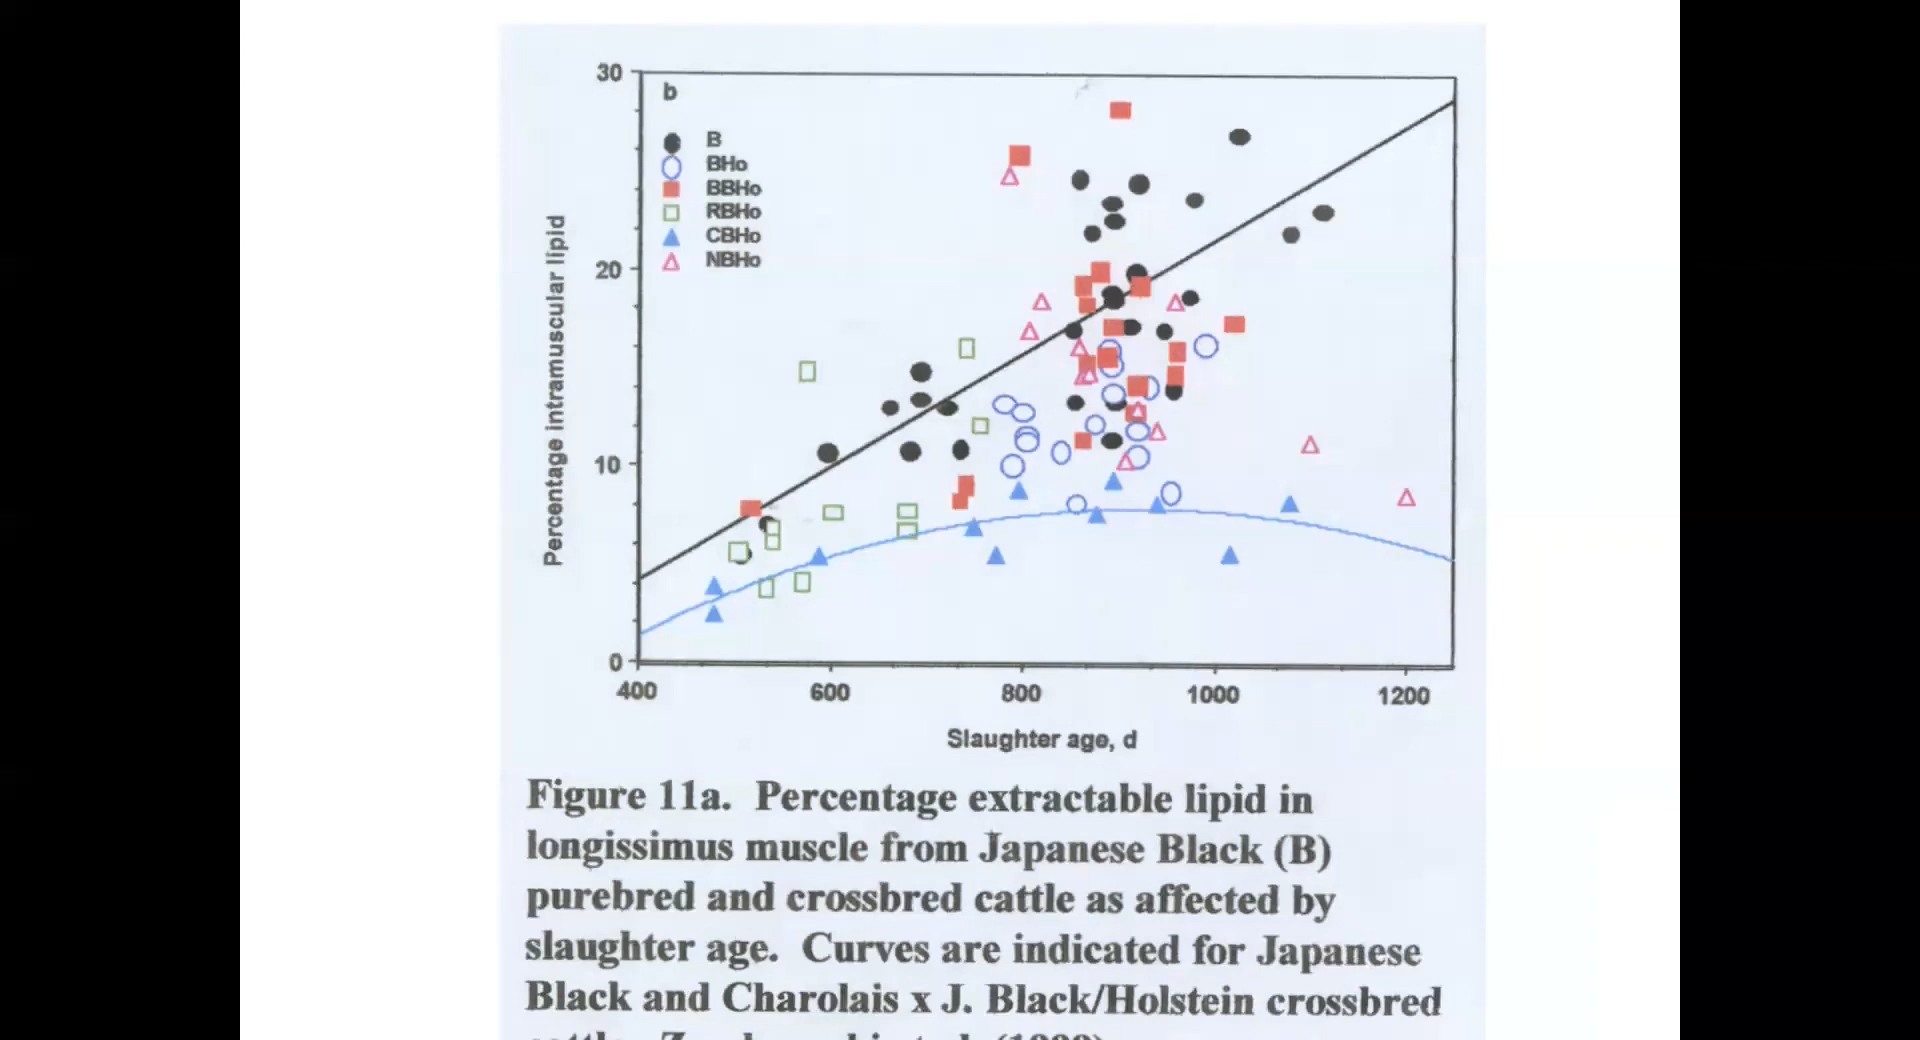 30
b
B
BHo
BBHo
RBHo
CBHo
NBHo
20
10
0
Percentage intramuscular lipid
400 600 800 1000 1200
Slaughter age, d
Figure 11a. Percentage extractable lipid in
longissimus muscle from Japanese Black (B)
purebred and crossbred cattle as affected by
slaughter age. Curves are indicated for Japanese
Black and Charolais x J. Black/Holstein crossbred